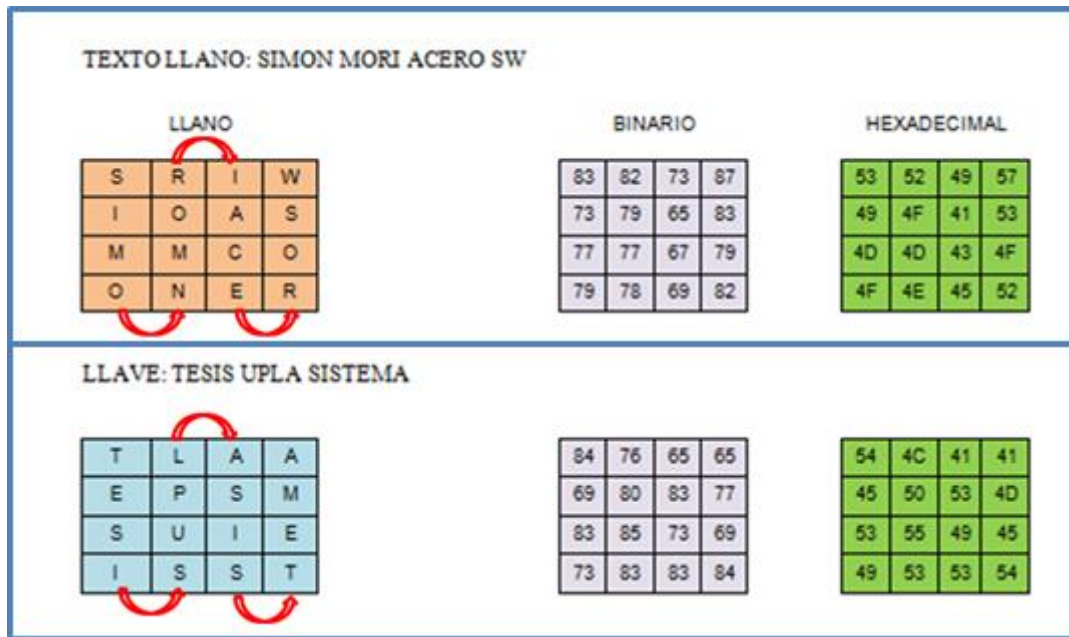 TEXTO LLANO: SIMON MORI ACERO SW
LLANO BINARIO HEXADECIMAL
S R I W 83 82 73 87 53 52 49 57
I O A S 73 79 65 83 49 4F 41 53
M M C O 77 77 67 79 4D 4D 43 4F
O N E R 79 78 69 82 4F 4E 45 52
LLAVE: TESIS UPLA SISTEMA
T L A A 84 76 65 65 54 4C 41 41
E P S M 69 80 83 77 45 50 53 4D
S U I E 83 85 73 69 53 55 49 45
I S S T 73 83 83 84 49 53 53 54